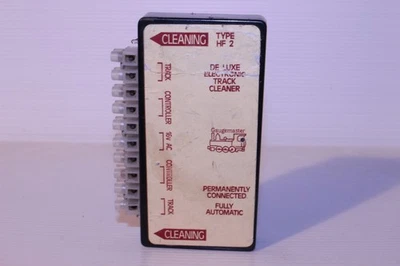 CLEANING
TYPE
HF 2
DE LUXE
ELECTRONIC
TRACK
CLEANER
TRACK
CONTROLLER
16V AC
CONTROLLER
TRACK
Gaugemaster
PERMANENTLY
CONNECTED
FULLY
AUTOMATIC
CLEANING